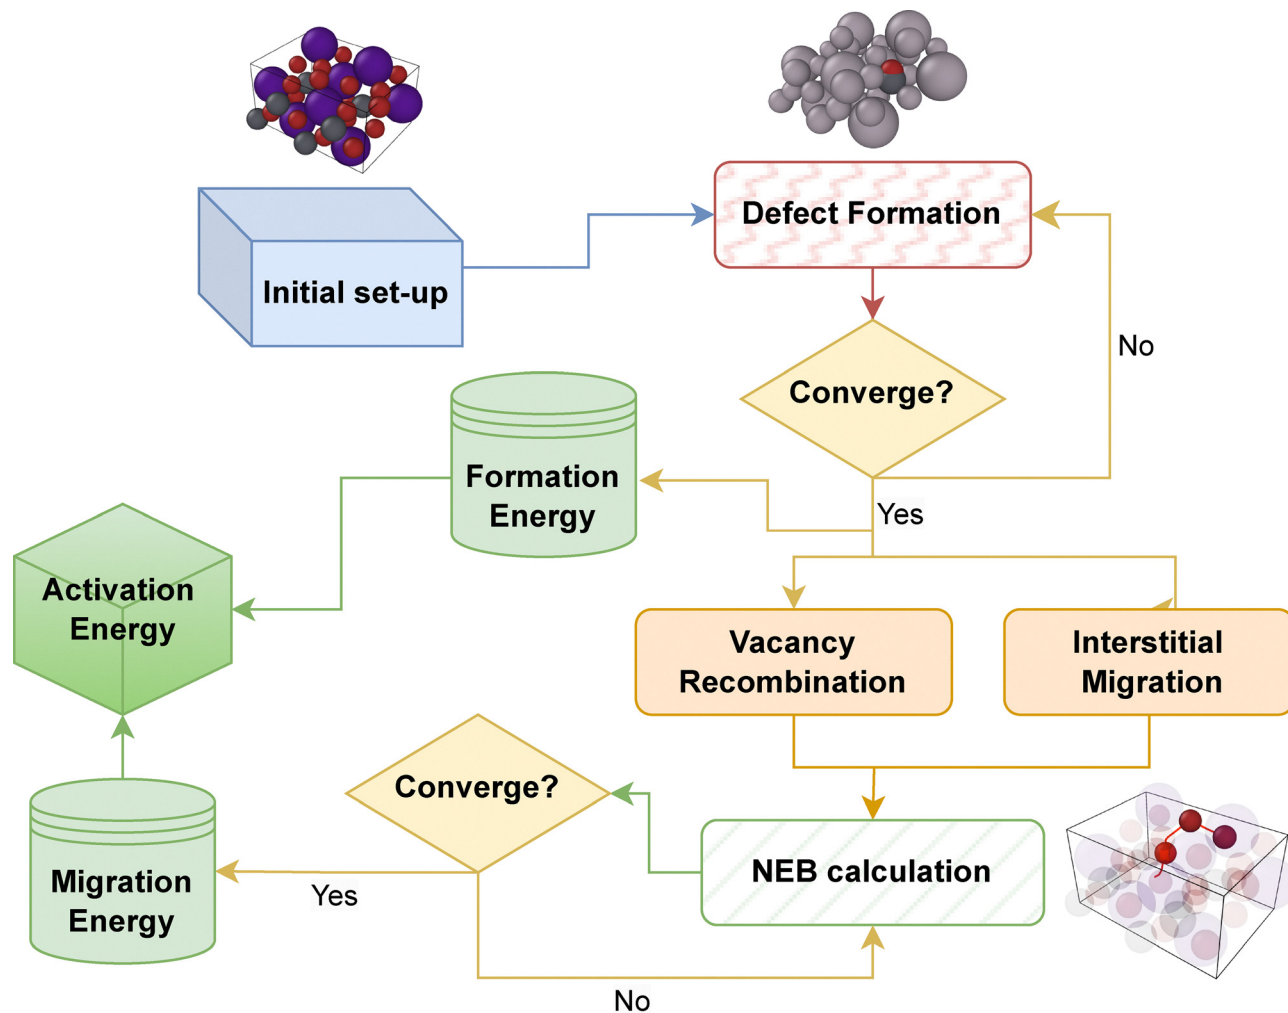 Defect Formation
Initial set-up
No
Converge?
Formation
Energy
Yes
Activation
Energy
Vacancy
Recombination
Interstitial
Migration
Converge?
NEB calculation
Migration
Energy
Yes
No